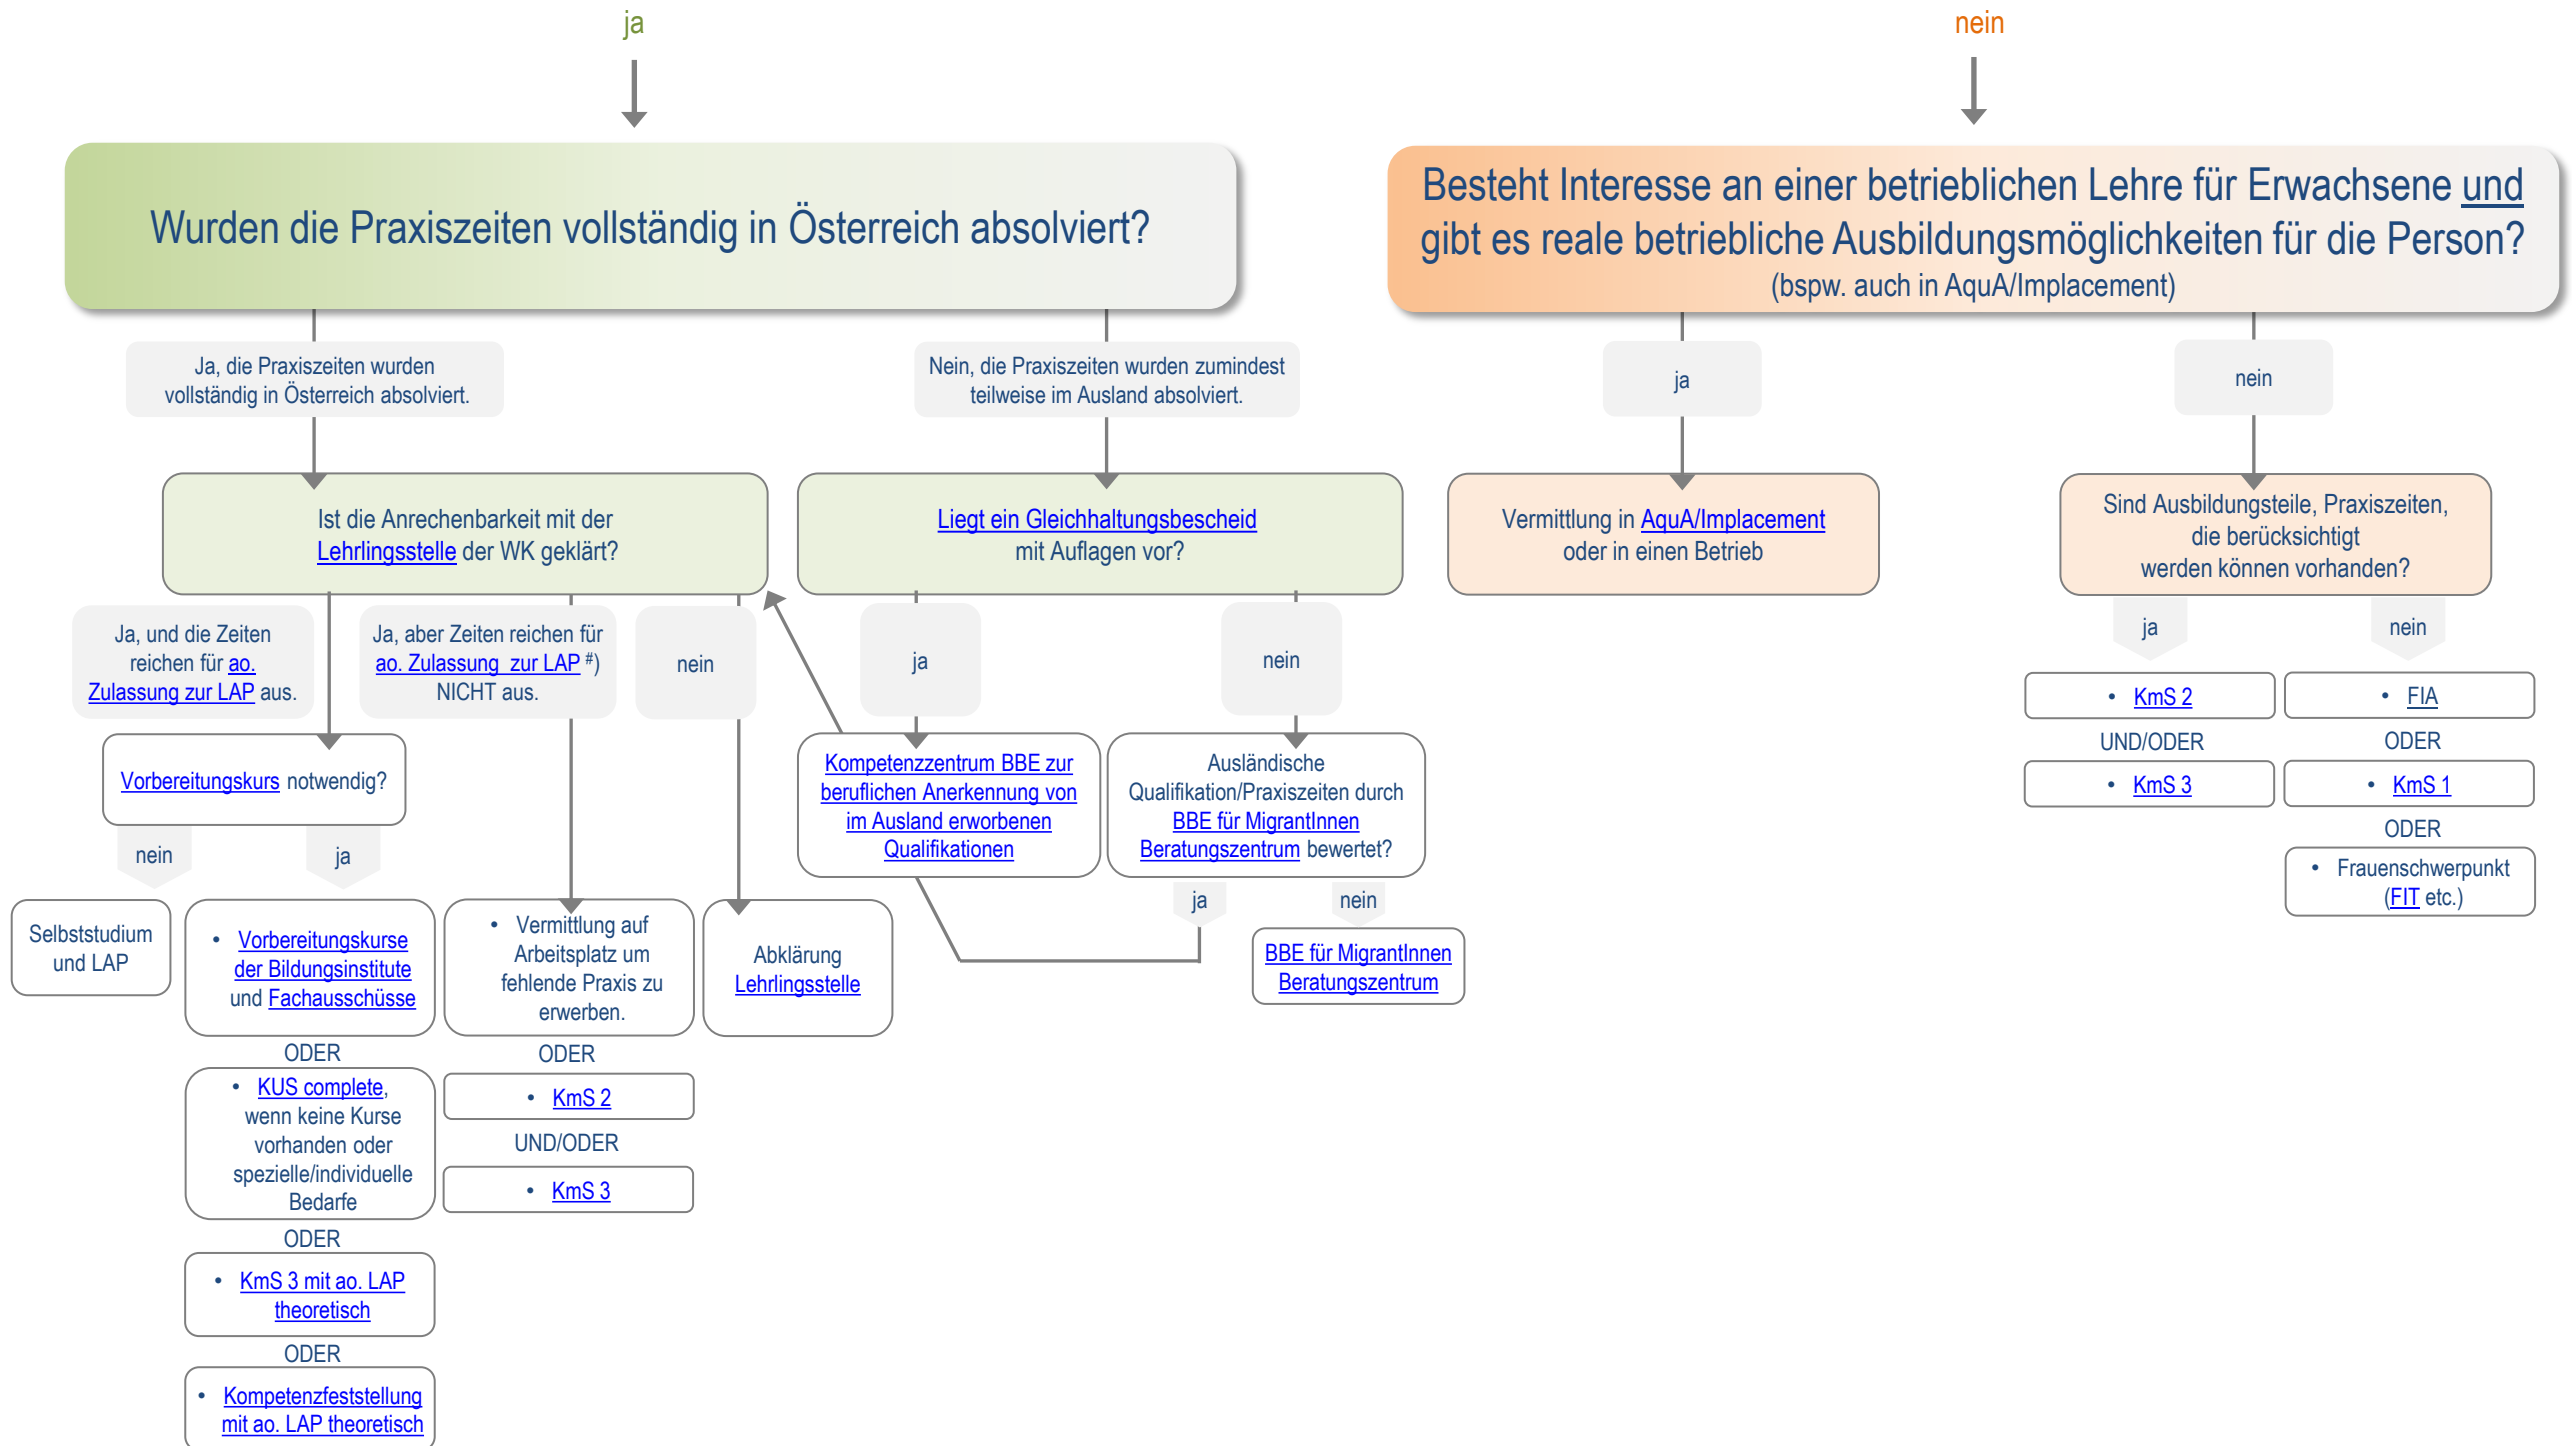 ja
nein
Wurden die Praxiszeiten vollständig in Österreich absolviert?
Besteht Interesse an einer betrieblichen Lehre für Erwachsene und
gibt es reale betriebliche Ausbildungsmöglichkeiten für die Person?
(bspw. auch in AquA/Implacement)
Ja, die Praxiszeiten wurden
vollständig in Österreich absolviert.
Nein, die Praxiszeiten wurden zumindest
teilweise im Ausland absolviert.
ja
nein
Ist die Anrechenbarkeit mit der
Lehrlingsstelle der WK geklärt?
Liegt ein Gleichhaltungsbescheid
mit Auflagen vor?
Vermittlung in AquA/Implacement
oder in einen Betrieb
Sind Ausbildungsteile, Praxiszeiten,
die berücksichtigt
werden können vorhanden?
Ja, und die Zeiten
reichen für ao.
Zulassung zur LAP aus.
Ja, aber Zeiten reichen für
ao. Zulassung zur LAP #)
NICHT aus.
nein
ja
nein
ja
nein
Vorbereitungskurs notwendig?
nein
ja
Kompetenzzentrum BBE zur
beruflichen Anerkennung von
im Ausland erworbenen
Qualifikationen
Ausländische
Qualifikation/Praxiszeiten durch
BBE für MigrantInnen
Beratungszentrum bewertet?
ja
nein
• KmS 2
UND/ODER
• KmS 3
• FIA
ODER
• KmS 1
ODER
• Frauenschwerpunkt
(FIT etc.)
Selbststudium
und LAP
• Vorbereitungskurse
der Bildungsinstitute
und Fachausschüsse
ODER
• KUS complete,
wenn keine Kurse
vorhanden oder
spezielle/individuelle
Bedarfe
ODER
• KmS 3 mit ao. LAP
theoretisch
ODER
• Kompetenzfeststellung
mit ao. LAP theoretisch
• Vermittlung auf
Arbeitsplatz um
fehlende Praxis zu
erwerben.
ODER
• KmS 2
UND/ODER
• KmS 3
Abklärung
Lehrlingsstelle
BBE für MigrantInnen
Beratungszentrum